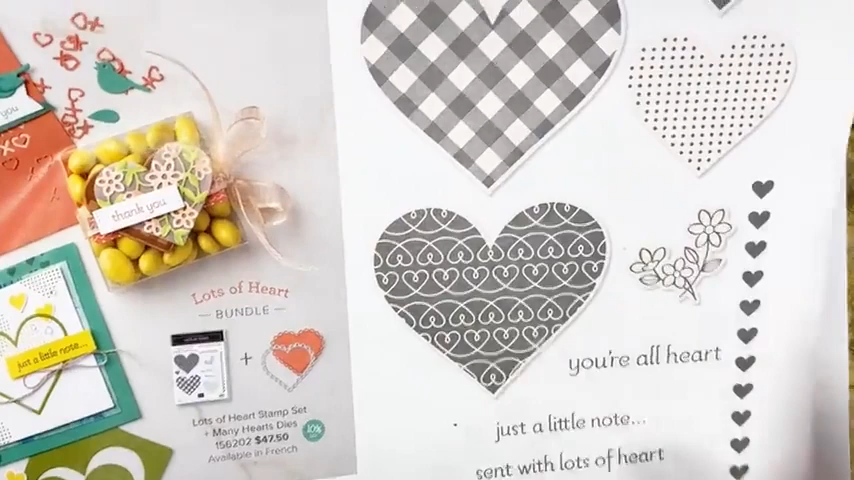 you
thank you
just a little note...
Lots of Heart
BUNDLE
+
Lots of Heart Stamp Set
+ Many Hearts Dies
156202 $47.50
Available in French
10%
you're all heart
just a little note...
sent with lots of heart